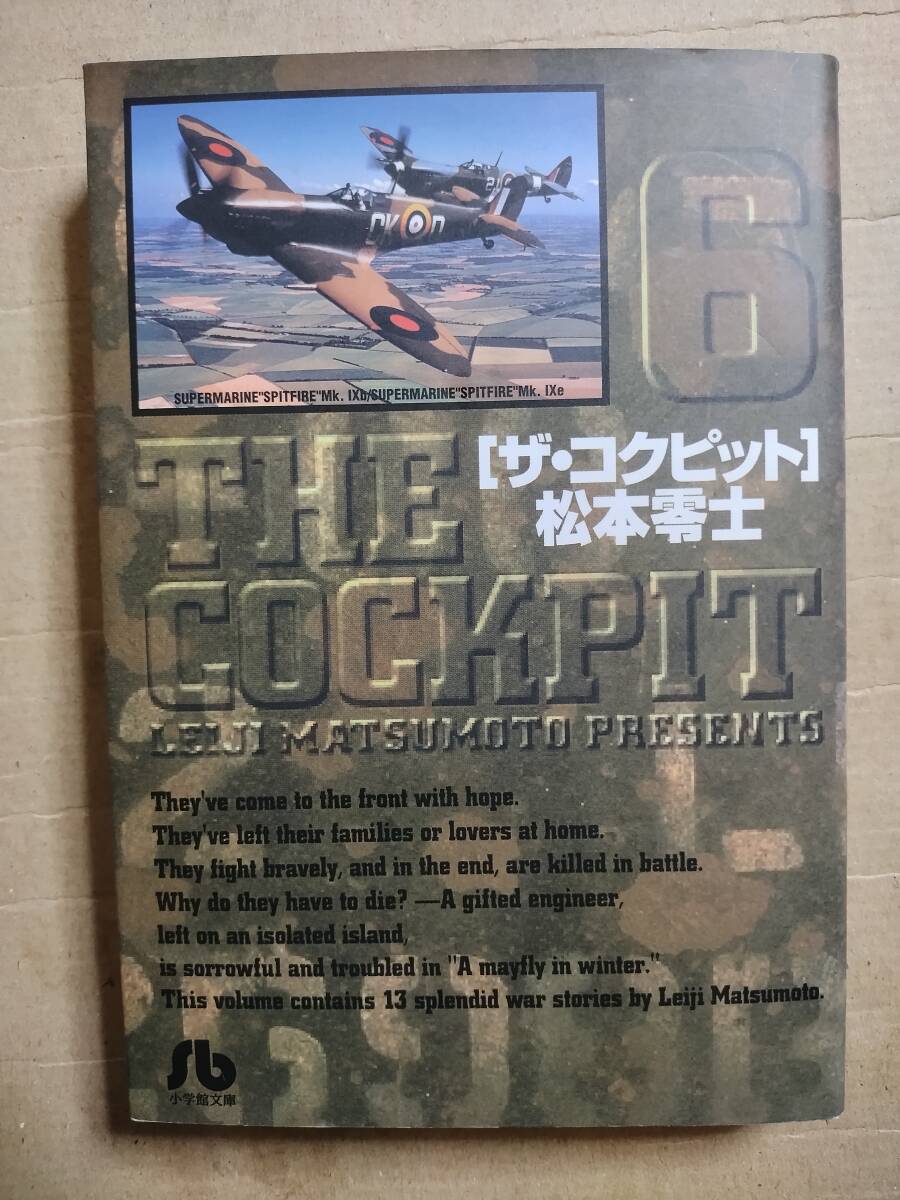 6
SUPERMARINE"SPITFIRE"Mk. IXb/SUPERMARINE"SPITFIRE"Mk. IXe
[ザ・コクピット]
松本零士
THE
COCKPIT
LEIJI MATSUMOTO PRESENTS
They've come to the front with hope.
They've left their families or lovers at home.
They fight bravely, and in the end, are killed in battle.
Why do they have to die? —A gifted engineer,
left on an isolated island,
is sorrowful and troubled in "A mayfly in winter."
This volume contains 13 splendid war stories by Leiji Matsumoto.
Sb
小学館文庫